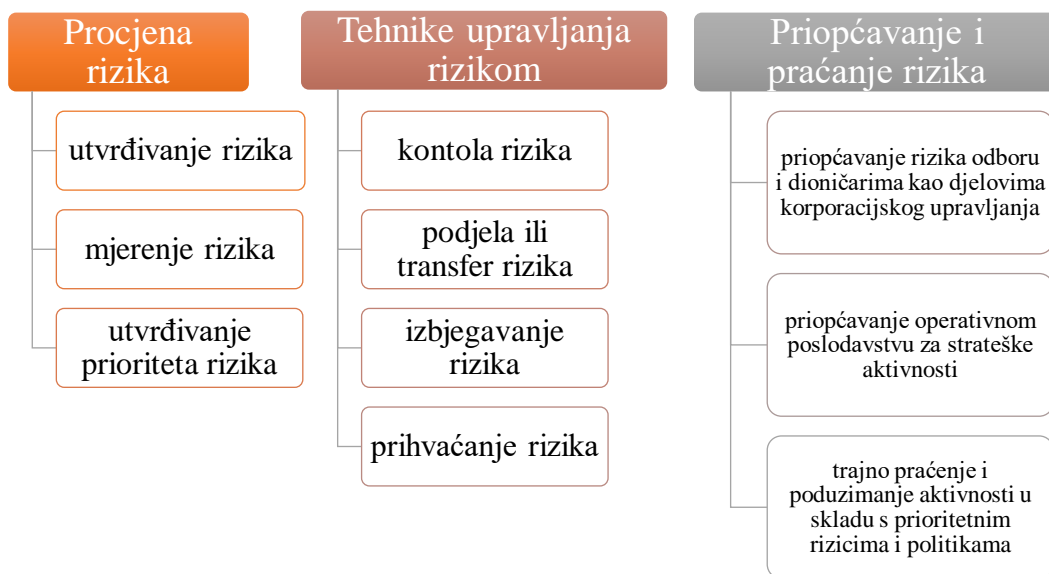 Procjena
rizika
utvrđivanje rizika
mjerenje rizika
utvrđivanje
prioriteta rizika
Tehnike upravljanja
rizikom
kontola rizika
podjela ili
transfer rizika
izbjegavanje
rizika
prihvaćanje rizika
Priopćavanje i
praćanje rizika
priopćavanje rizika odboru
i dioničarima kao djelovima
korporacijskog upravljanja
priopćavanje operativnom
poslodavstvu za strateške
aktivnosti
trajno praćenje i
poduzimanje aktivnosti u
skladu s prioritetnim
rizicima i politikama